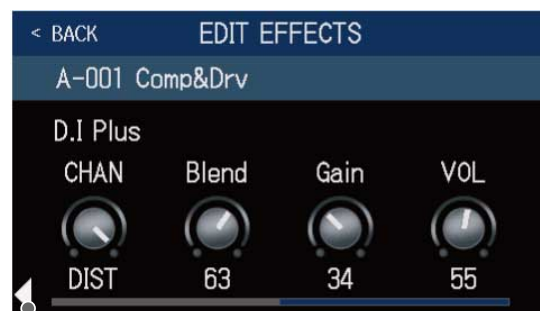 < BACK EDIT EFFECTS
A-001 Comp&Drv
D.I Plus
CHAN Blend Gain VOL
DIST 63 34 55